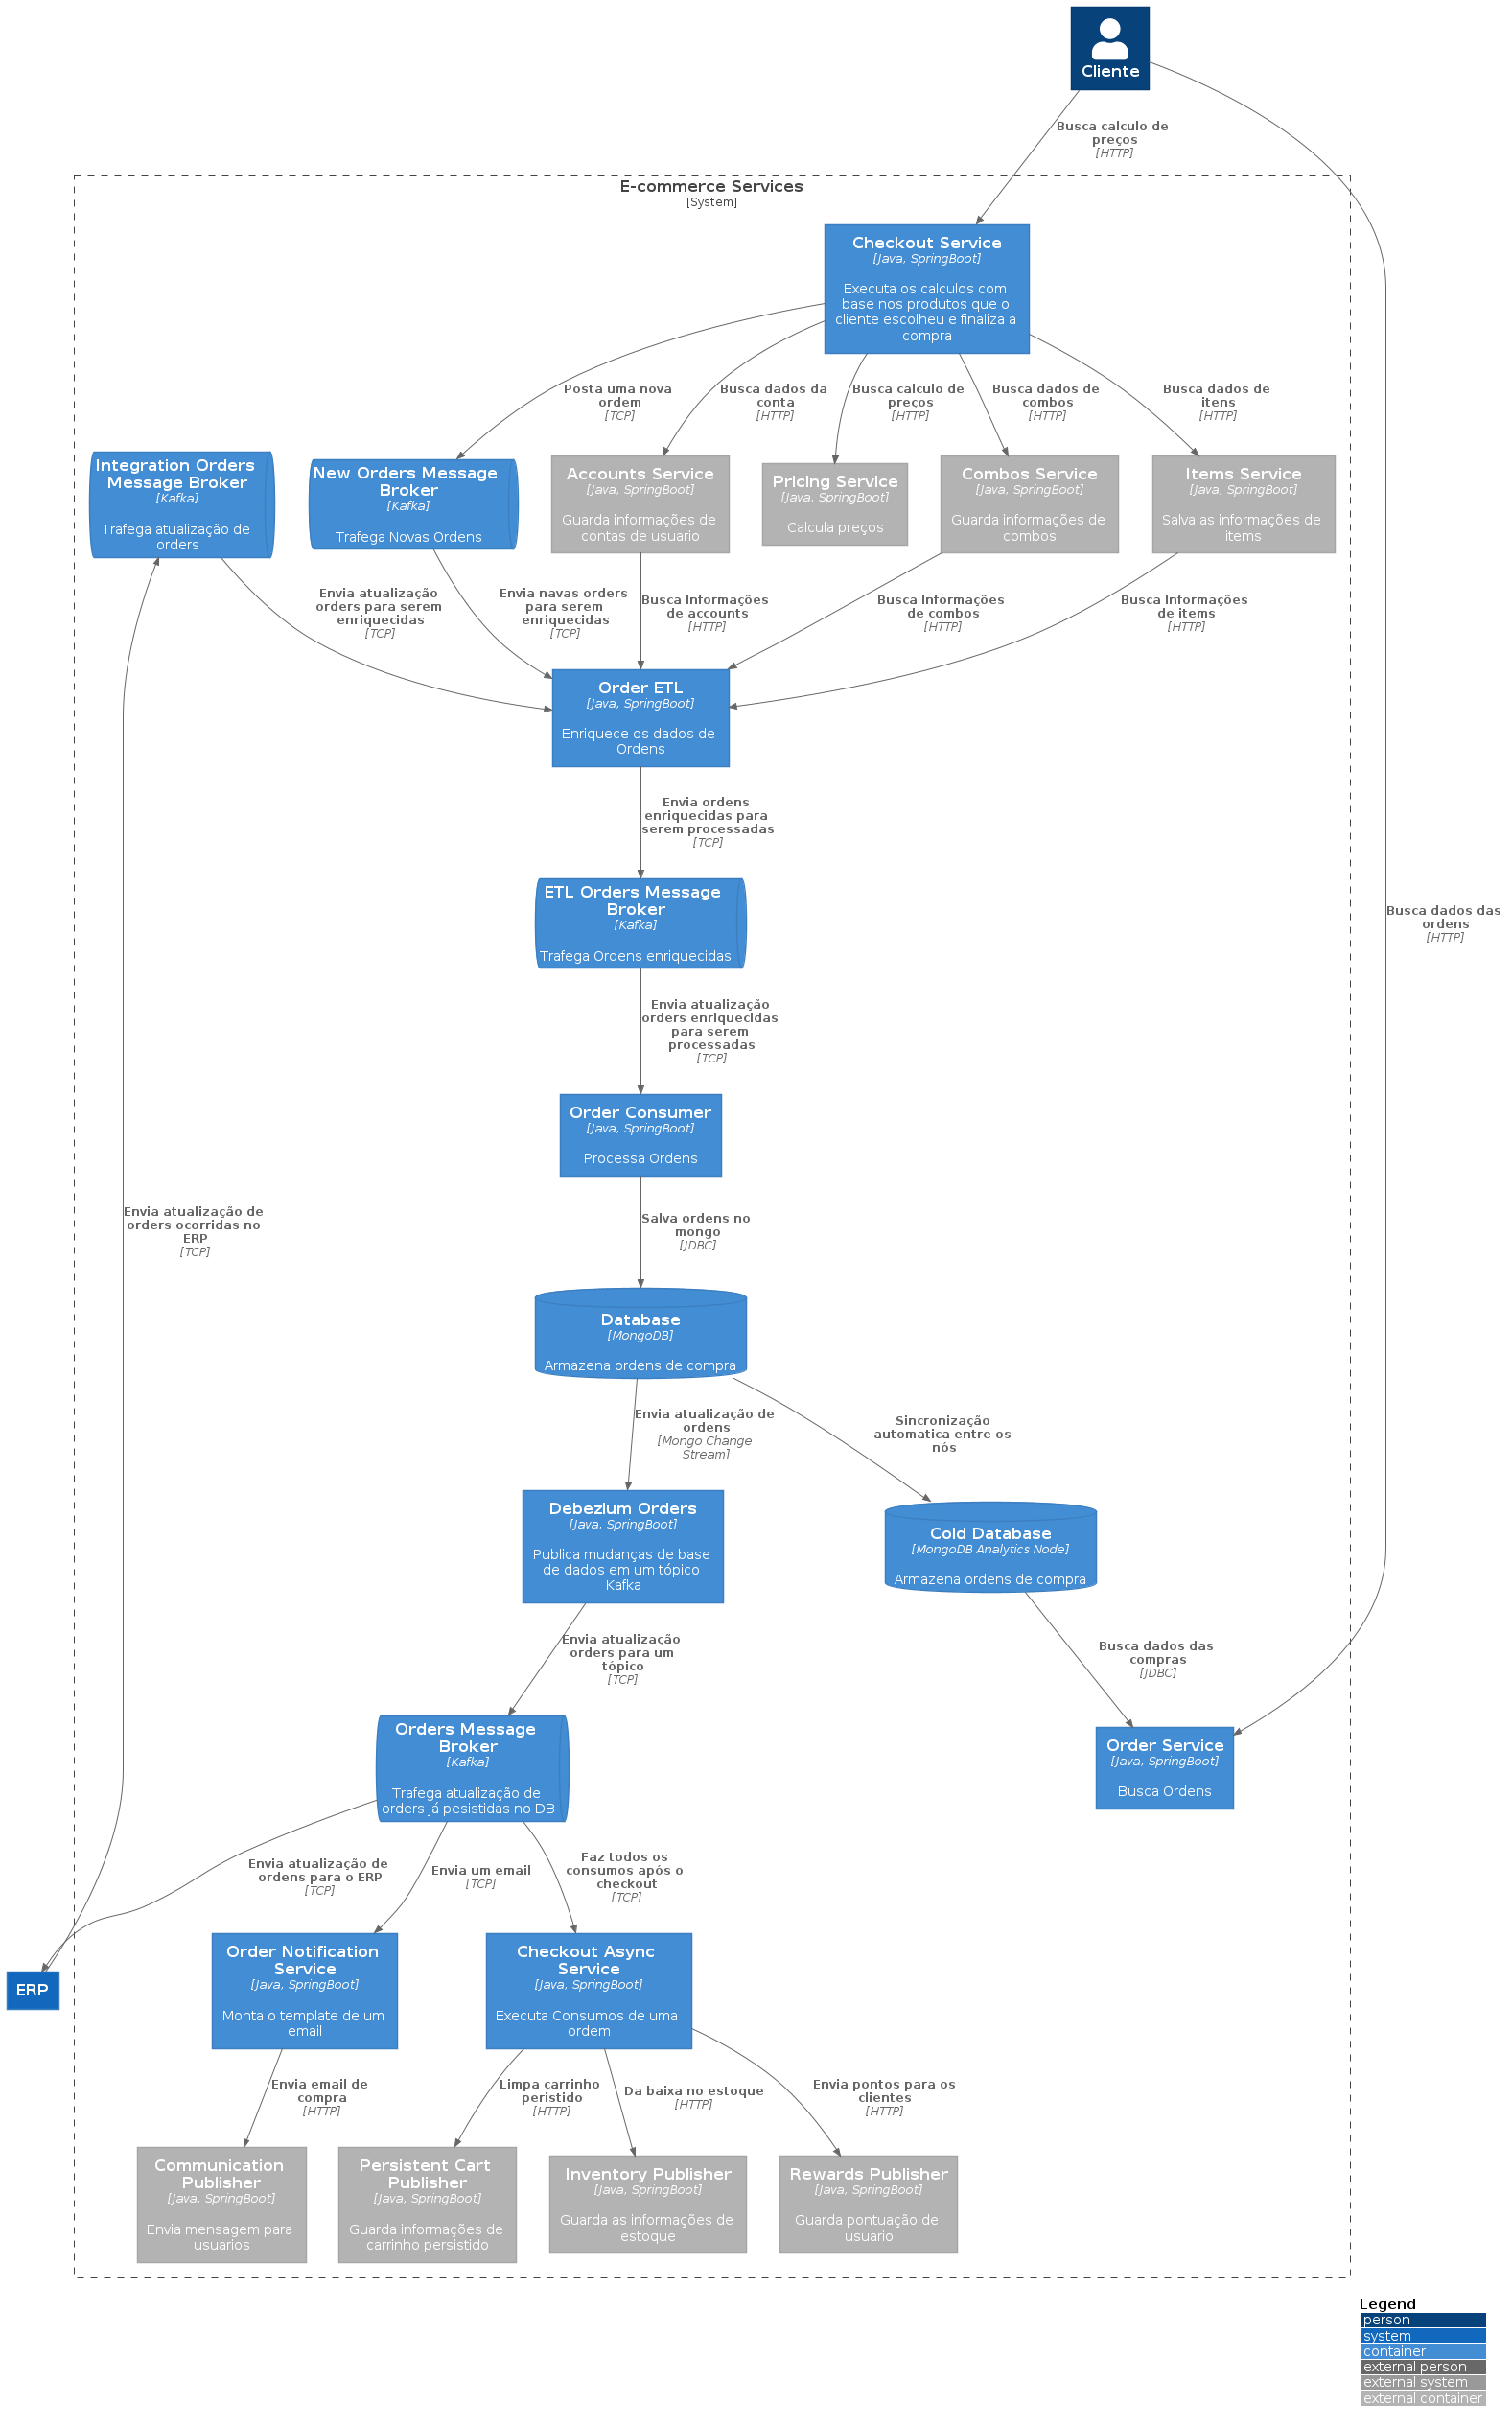 Cliente
Busca calculo de
preços
[HTTP]
E-commerce Services
[System]
Checkout Service
[Java, SpringBoot]
Executa os calculos com
base nos produtos que o
cliente escolheu e finaliza a
compra
Posta uma nova
ordem
[TCP]
Busca dados da
conta
[HTTP]
Busca calculo de
preços
[HTTP]
Busca dados de
combos
[HTTP]
Busca dados de
itens
[HTTP]
Integration Orders
Message Broker
[Kafka]
Trafega atualização de
orders
New Orders Message
Broker
[Kafka]
Trafega Novas Ordens
Accounts Service
[Java, SpringBoot]
Guarda informações de
contas de usuario
Pricing Service
[Java, SpringBoot]
Calcula preços
Combos Service
[Java, SpringBoot]
Guarda informações de
combos
Items Service
[Java, SpringBoot]
Salva as informações de
items
Envia atualização
orders para serem
enriquecidas
[TCP]
Envia navas orders
para serem
enriquecidas
[TCP]
Busca Informações
de accounts
[HTTP]
Busca Informações
de combos
[HTTP]
Busca Informações
de items
[HTTP]
Order ETL
[Java, SpringBoot]
Enriquece os dados de
Ordens
Envia ordens
enriquecidas para
serem processadas
[TCP]
ETL Orders Message
Broker
[Kafka]
Trafega Ordens enriquecidas
Busca dados das
ordens
[HTTP]
Envia atualização
orders enriquecidas
para serem
processadas
[TCP]
Order Consumer
[Java, SpringBoot]
Processa Ordens
Envia atualização de
orders ocorridas no
ERP
[TCP]
Salva ordens no
mongo
[JDBC]
Database
[MongoDB]
Armazena ordens de compra
Envia atualização de
ordens
[Mongo Change
Stream]
Sincronização
automatica entre os
nós
Debezium Orders
[Java, SpringBoot]
Publica mudanças de base
de dados em um tópico
Kafka
Cold Database
[MongoDB Analytics Node]
Armazena ordens de compra
Envia atualização
orders para um
tópico
[TCP]
Busca dados das
compras
[JDBC]
Orders Message
Broker
[Kafka]
Trafega atualização de
orders já pesistidas no DB
Order Service
[Java, SpringBoot]
Busca Ordens
Envia atualização de
ordens para o ERP
[TCP]
Envia um email
[TCP]
Faz todos os
consumos após o
checkout
[TCP]
ERP
Order Notification
Service
[Java, SpringBoot]
Monta o template de um
email
Checkout Async
Service
[Java, SpringBoot]
Executa Consumos de uma
ordem
Envia email de
compra
[HTTP]
Limpa carrinho
peristido
[HTTP]
Da baixa no estoque
[HTTP]
Envia pontos para os
clientes
[HTTP]
Communication
Publisher
[Java, SpringBoot]
Envia mensagem para
usuarios
Persistent Cart
Publisher
[Java, SpringBoot]
Guarda informações de
carrinho persistido
Inventory Publisher
[Java, SpringBoot]
Guarda as informações de
estoque
Rewards Publisher
[Java, SpringBoot]
Guarda pontuação de
usuario
Legend
person
system
container
external person
external system
external container